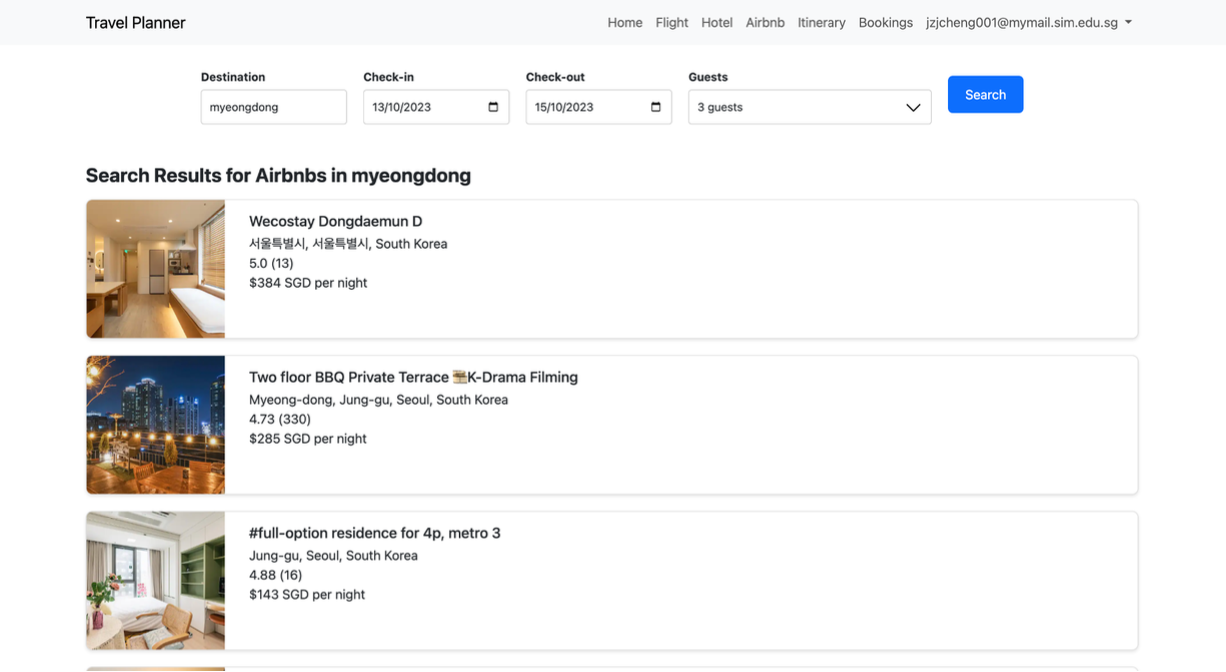 Travel Planner
Home Flight Hotel Airbnb Itinerary Bookings jzjcheng001@mymail.sim.edu.sg
Destination Check-in Check-out Guests
myeongdong 13/10/2023 15/10/2023 3 guests Search
Search Results for Airbnbs in myeongdong
Wecostay Dongdaemun D
서울특별시, 서울특별시, South Korea
5.0 (13)
$384 SGD per night
Two floor BBQ Private Terrace K-Drama Filming
Myeong-dong, Jung-gu, Seoul, South Korea
4.73 (330)
$285 SGD per night
#full-option residence for 4p, metro 3
Jung-gu, Seoul, South Korea
4.88 (16)
$143 SGD per night